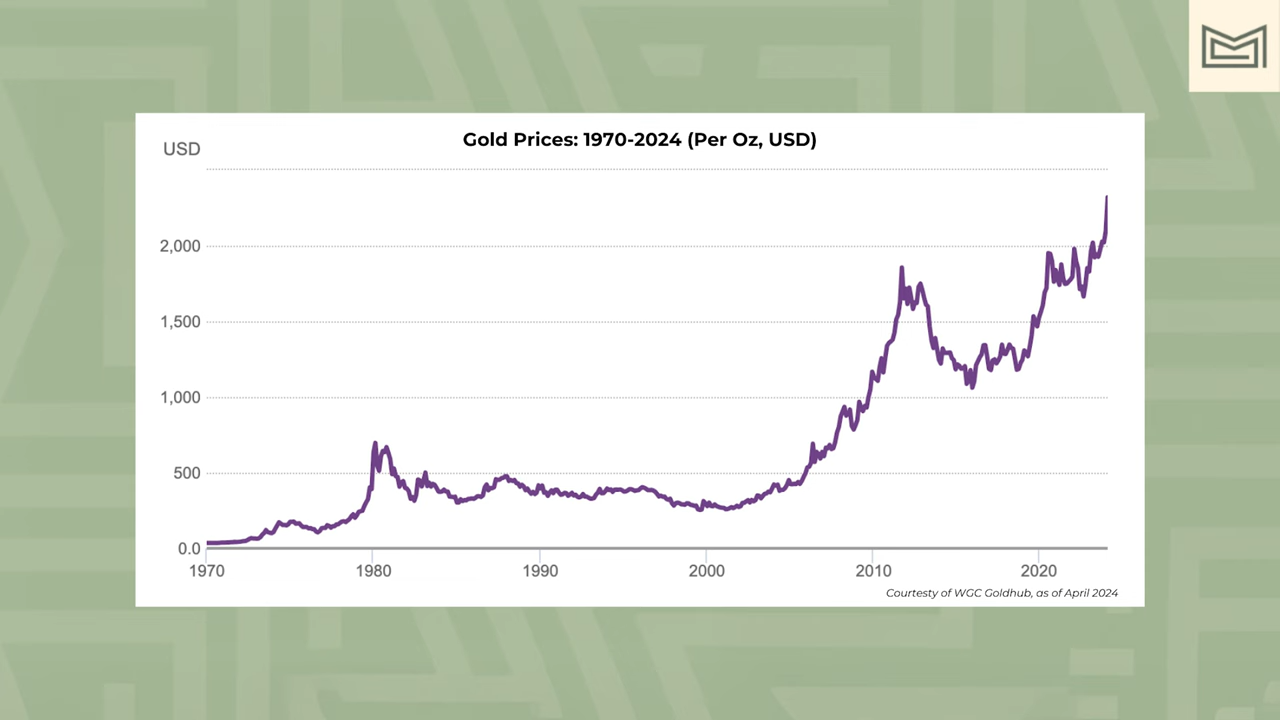 Gold Prices: 1970-2024 (Per Oz, USD)
USD
2,000
1,500
1,000
500
0.0
1970 1980 1990 2000 2010 2020
Courtesty of WGC Goldhub, as of April 2024